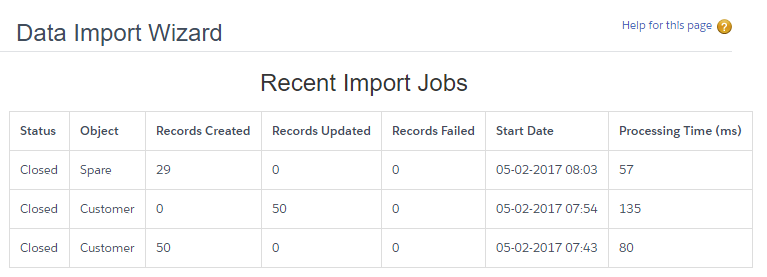 Data Import Wizard
Help for this page ?
Recent Import Jobs
Status Object Records Created Records Updated Records Failed Start Date Processing Time (ms)
Closed Spare 29 0 0 05-02-2017 08:03 57
Closed Customer 0 50 0 05-02-2017 07:54 135
Closed Customer 50 0 0 05-02-2017 07:43 80